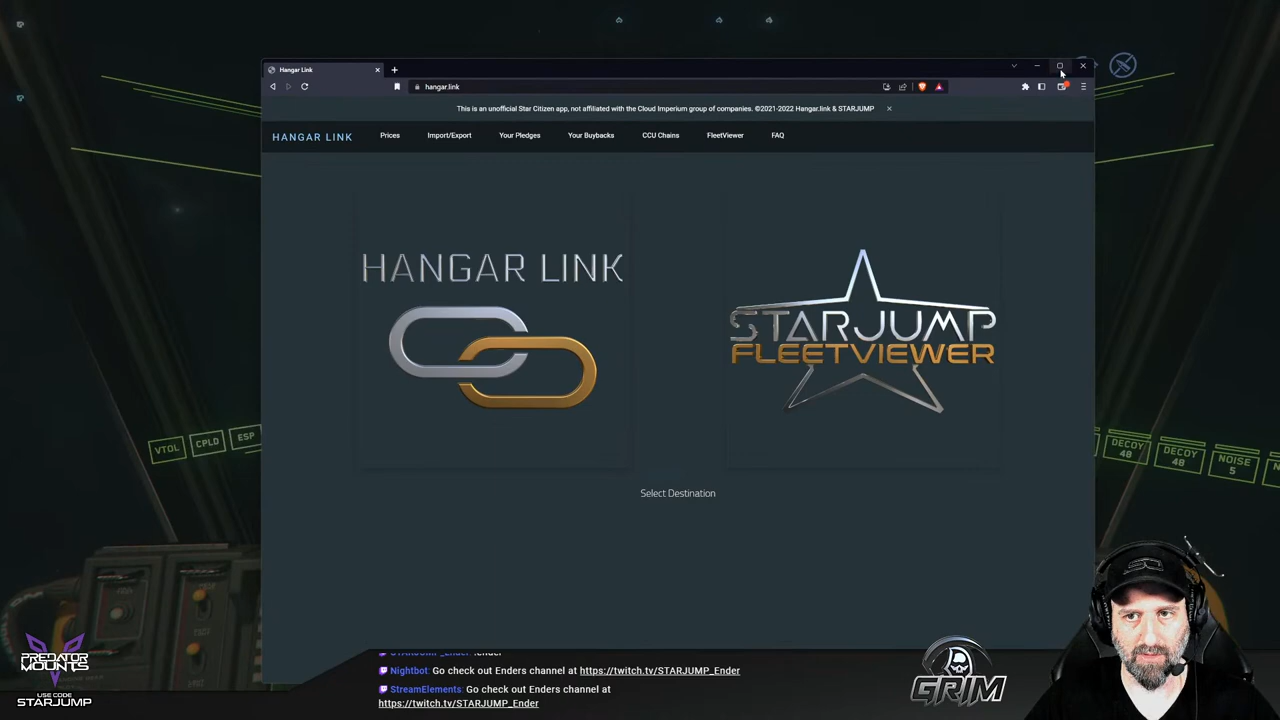 Hangar Link
hangar.link
This is an unofficial Star Citizen app, not affiliated with the Cloud Imperium group of companies. ©2021-2022 Hangar.link & STARJUMP
HANGAR LINK Prices Import/Export Your Pledges Your Buybacks CCU Chains FleetViewer FAQ
HANGAR LINK
STARJUMP
FLEETVIEWER
VTOL CPLD ESP
DECOY 48
DECOY 48
NOISE 5
Select Destination
Nightbot: Go check out Enders channel at https://twitch.tv/STARJUMP_Ender
StreamElements: Go check out Enders channel at
https://twitch.tv/STARJUMP_Ender
PREDATOR
MOUNTS
USE CODE
STARJUMP
GRIM